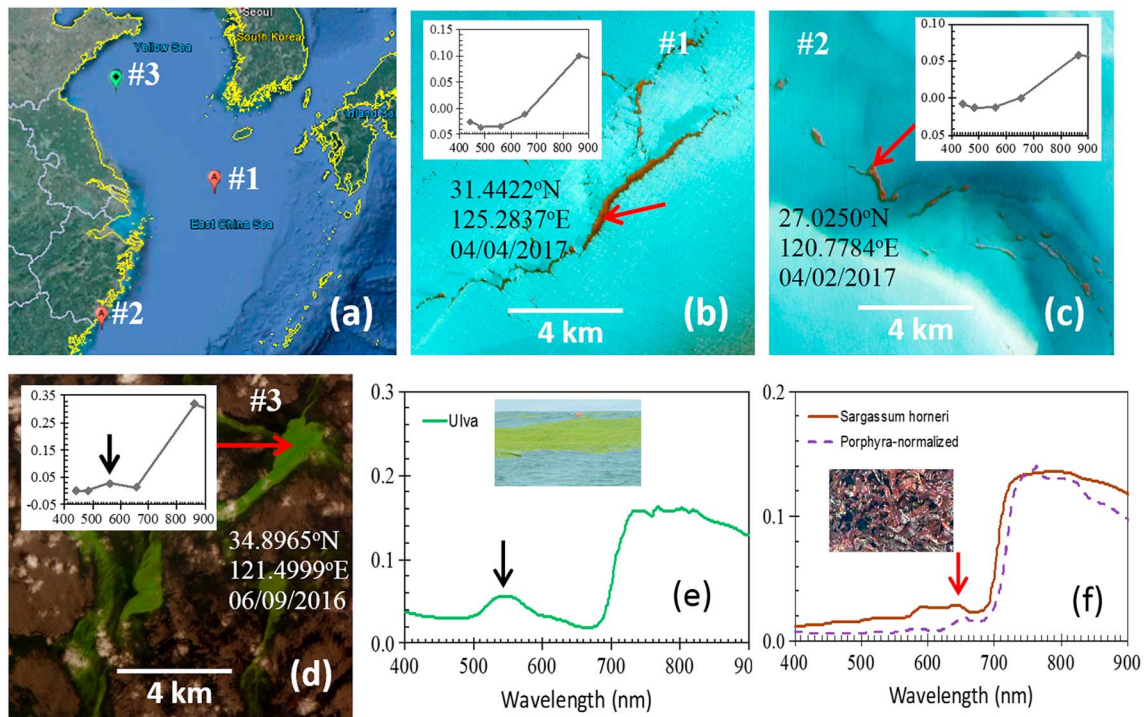 Seoul
South Korea
Yellow Sea
#3
#1
East China Sea
#2
(a)
#1
0.15
0.10
0.05
0.00
0.05
400 500 600 700 800 900
31.4422°N
125.2837°E
04/04/2017
4 km
(b)
#2
0.10
0.05
0.00
0.05
400 500 600 700 800 900
27.0250°N
120.7784°E
04/02/2017
4 km
(c)
#3
0.35
0.25
0.15
0.05
-0.05
400 500 600 700 800 900
34.8965°N
121.4999°E
06/09/2016
4 km
(d)
0.3
Ulva
0.2
0.1
0.0
400 500 600 700 800 90
Wavelength (nm)
(e)
0.2
Sargassum horneri
Porphyra-normalized
0.1
0.0
400 500 600 700 800 900
Wavelength (nm)
(f)